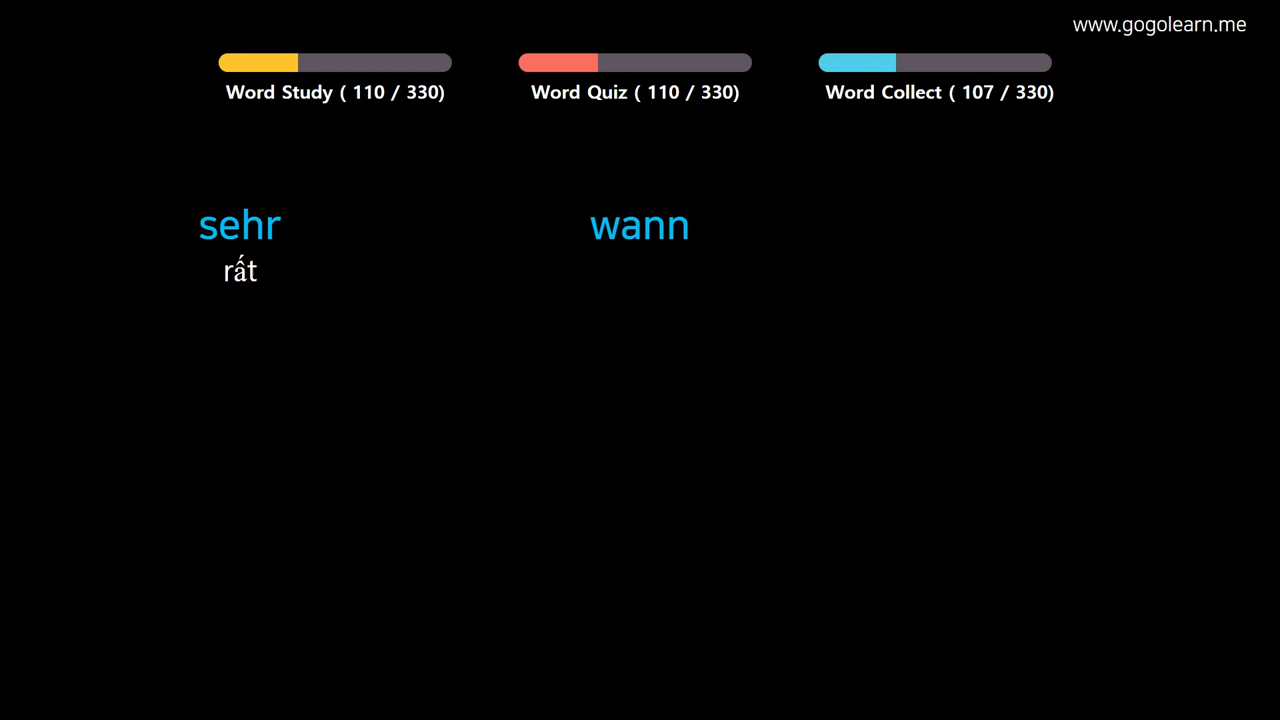 www.gogolearn.me
Word Study ( 110 / 330)
Word Quiz ( 110 / 330)
Word Collect ( 107 / 330)
sehr
wann
rất